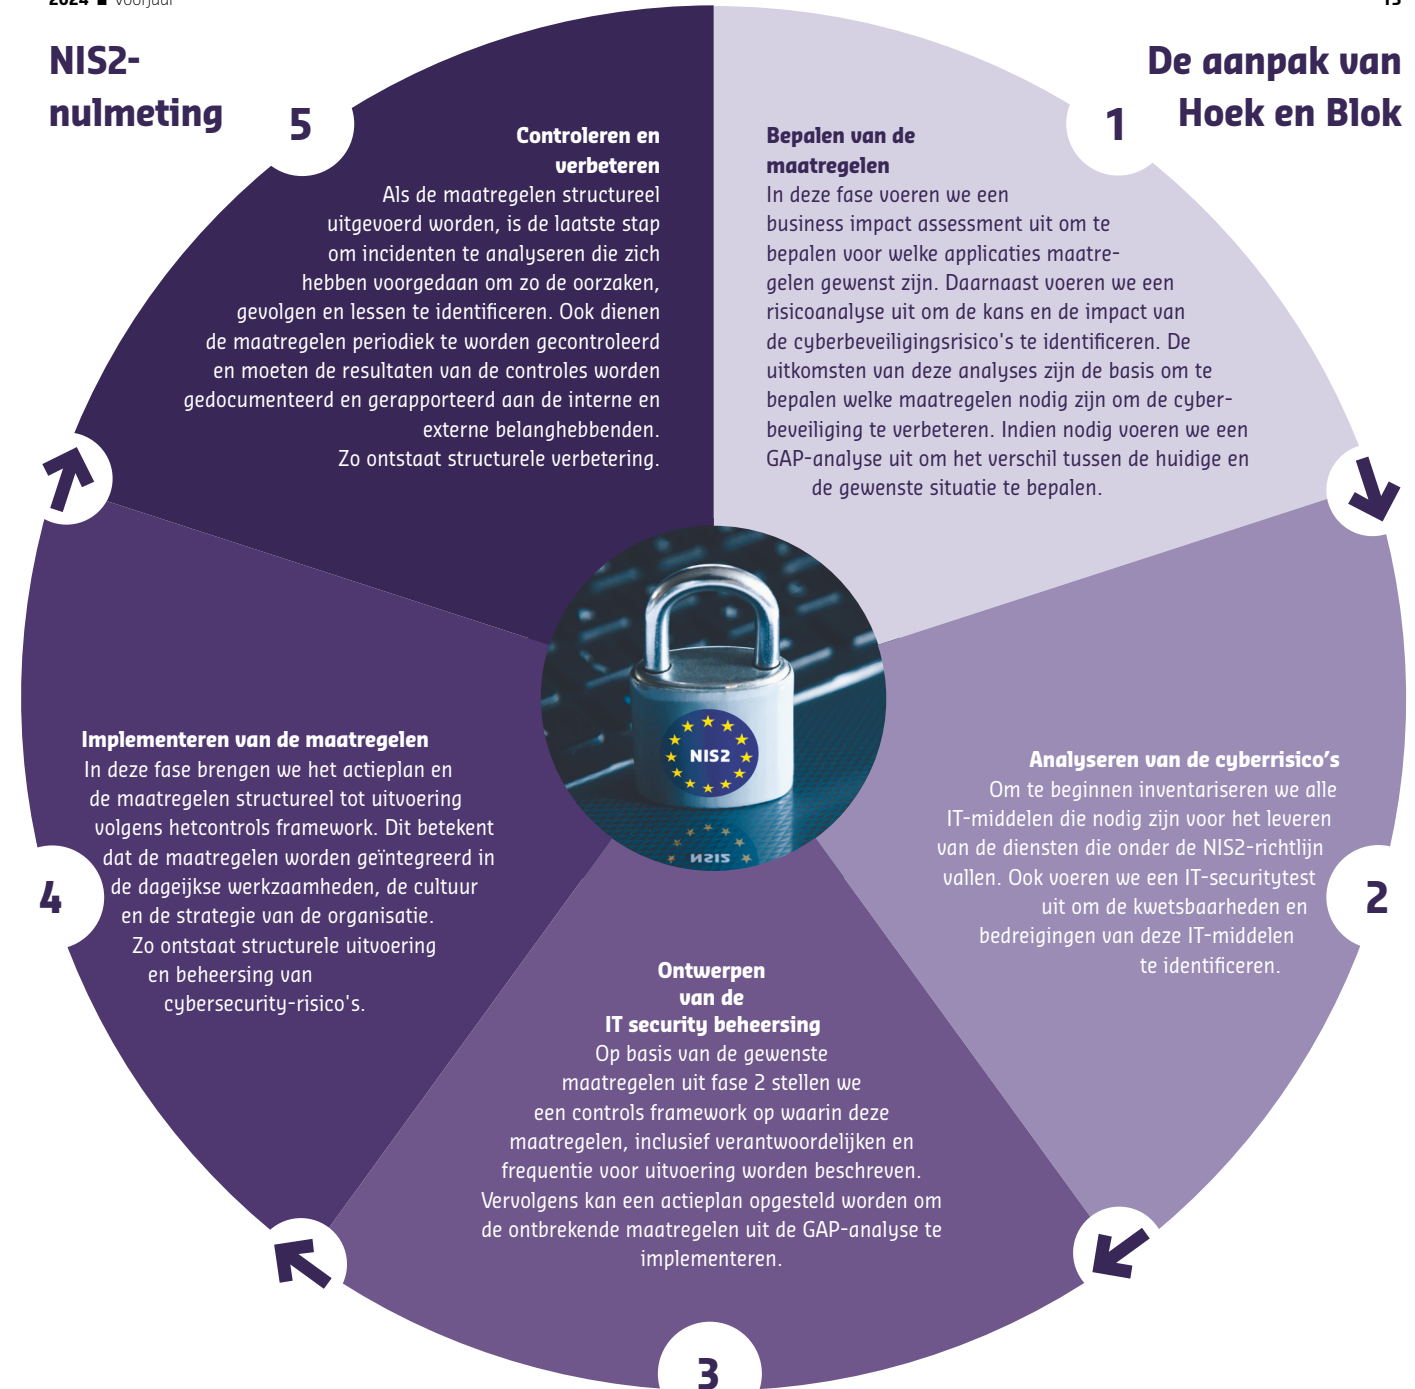 2024 ■ Voorjaar
NIS2-
nulmeting
De aanpak van
Hoek en Blok
1
Bepalen van de
maatregelen
In deze fase voeren we een
business impact assessment uit om te
bepalen voor welke applicaties maatre-
gelen gewenst zijn. Daarnaast voeren we een
risicoanalyse uit om de kans en de impact van
de cyberbeveiligingsrisico's te identificeren. De
uitkomsten van deze analyses zijn de basis om te
bepalen welke maatregelen nodig zijn om de cyber-
beveiliging te verbeteren. Indien nodig voeren we een
GAP-analyse uit om het verschil tussen de huidige en
de gewenste situatie te bepalen.
2
Analyseren van de cyberrisico’s
Om te beginnen inventariseren we alle
IT-middelen die nodig zijn voor het leveren
van de diensten die onder de NIS2-richtlijn
vallen. Ook voeren we een IT-securitytest
uit om de kwetsbaarheden en
bedreigingen van deze IT-middelen
te identificeren.
3
Ontwerpen
van de
IT security beheersing
Op basis van de gewenste
maatregelen uit fase 2 stellen we
een controls framework op waarin deze
maatregelen, inclusief verantwoordelijken en
frequentie voor uitvoering worden beschreven.
Vervolgens kan een actieplan opgesteld worden om
de ontbrekende maatregelen uit de GAP-analyse te
implementeren.
4
Implementeren van de maatregelen
In deze fase brengen we het actieplan en
de maatregelen structureel tot uitvoering
volgens hetcontrols framework. Dit betekent
dat de maatregelen worden geïntegreerd in
de dageijkse werkzaamheden, de cultuur
en de strategie van de organisatie.
Zo ontstaat structurele uitvoering
en beheersing van
cybersecurity-risico's.
5
Controleren en
verbeteren
Als de maatregelen structureel
uitgevoerd worden, is de laatste stap
om incidenten te analyseren die zich
hebben voorgedaan om zo de oorzaken,
gevolgen en lessen te identificeren. Ook dienen
de maatregelen periodiek te worden gecontroleerd
en moeten de resultaten van de controles worden
gedocumenteerd en gerapporteerd aan de interne en
externe belanghebbenden.
Zo ontstaat structurele verbetering.
NIS2